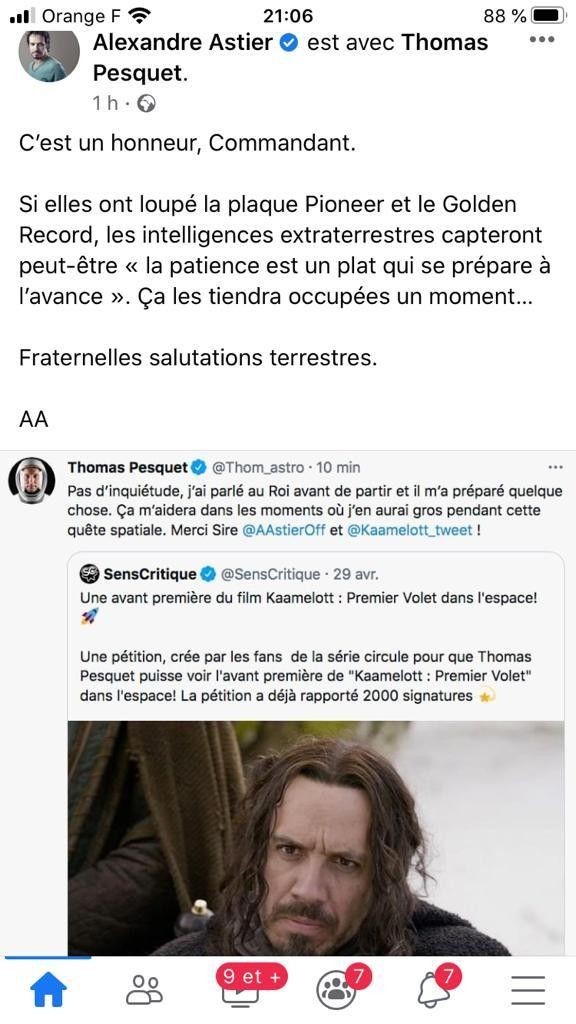 Orange F 21:06 88 %
Alexandre Astier est avec Thomas
Pesquet.
1 h ·
C’est un honneur, Commandant.
Si elles ont loupé la plaque Pioneer et le Golden
Record, les intelligences extraterrestres capteront
peut-être « la patience est un plat qui se prépare à
l’avance ». Ça les tiendra occupées un moment...
Fraternelles salutations terrestres.
AA
Thomas Pesquet @Thom_astro · 10 min
Pas d'inquiétude, j'ai parlé au Roi avant de partir et il m'a préparé quelque
chose. Ça m'aidera dans les moments où j'en aurai gros pendant cette
quête spatiale. Merci Sire @AAstierOff et @Kaamelott_tweet !
SensCritique @SensCritique · 29 avr.
Une avant première du film Kaamelott : Premier Volet dans l'espace!
Une pétition, crée par les fans de la série circule pour que Thomas
Pesquet puisse voir l'avant première de "Kaamelott : Premier Volet"
dans l'espace! La pétition a déjà rapporté 2000 signatures
9 et + 7 7